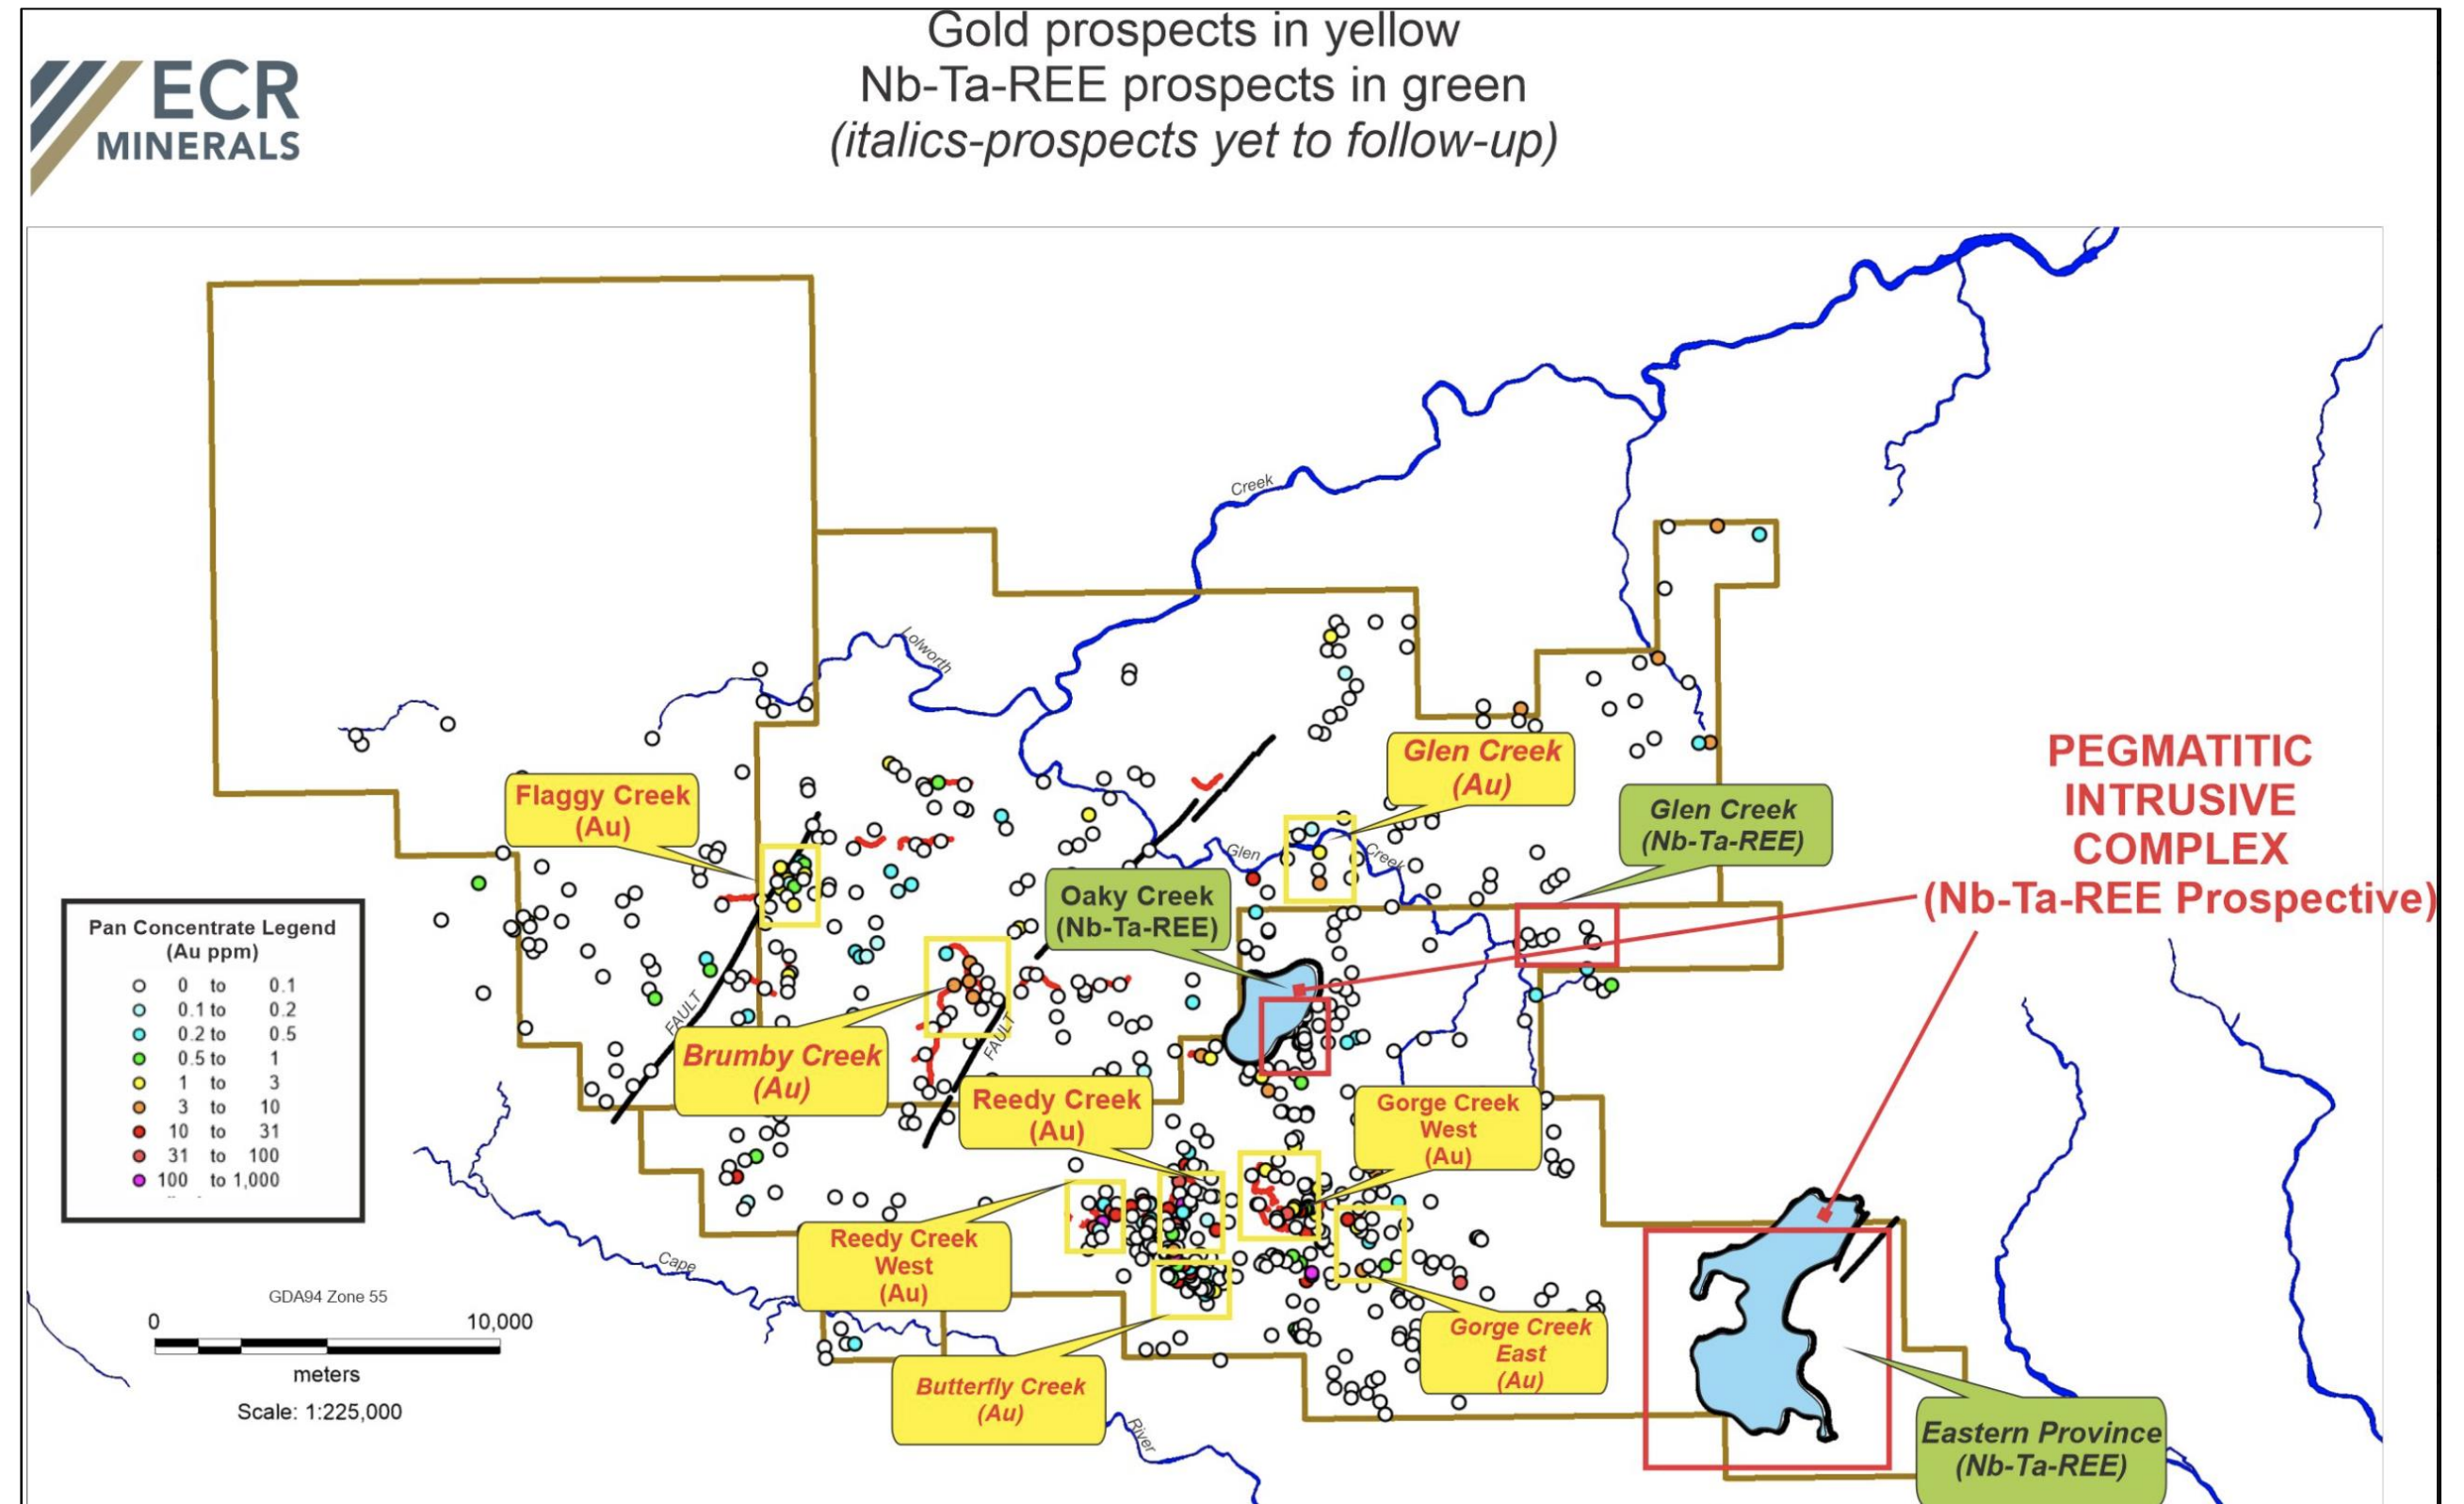 Gold prospects in yellow
Nb-Ta-REE prospects in green
(italics-prospects yet to follow-up)
ECR
MINERALS
Creek
Lolworth
Glen Creek
(Au)
PEGMATITIC
INTRUSIVE
COMPLEX
(Nb-Ta-REE Prospective)
Flaggy Creek
(Au)
Glen Creek
(Nb-Ta-REE)
Glen
Creek
Oaky Creek
(Nb-Ta-REE)
Pan Concentrate Legend
(Au ppm)
0 to 0.1
0.1 to 0.2
0.2 to 0.5
0.5 to 1
1 to 3
3 to 10
10 to 31
31 to 100
100 to 1,000
FAULT
FAULT
Brumby Creek
(Au)
Reedy Creek
(Au)
Gorge Creek
West
(Au)
Reedy Creek
West
(Au)
Cape
GDA94 Zone 55
0 10,000
meters
Scale: 1:225,000
Gorge Creek
East
(Au)
Butterfly Creek
(Au)
River
Eastern Province
(Nb-Ta-REE)